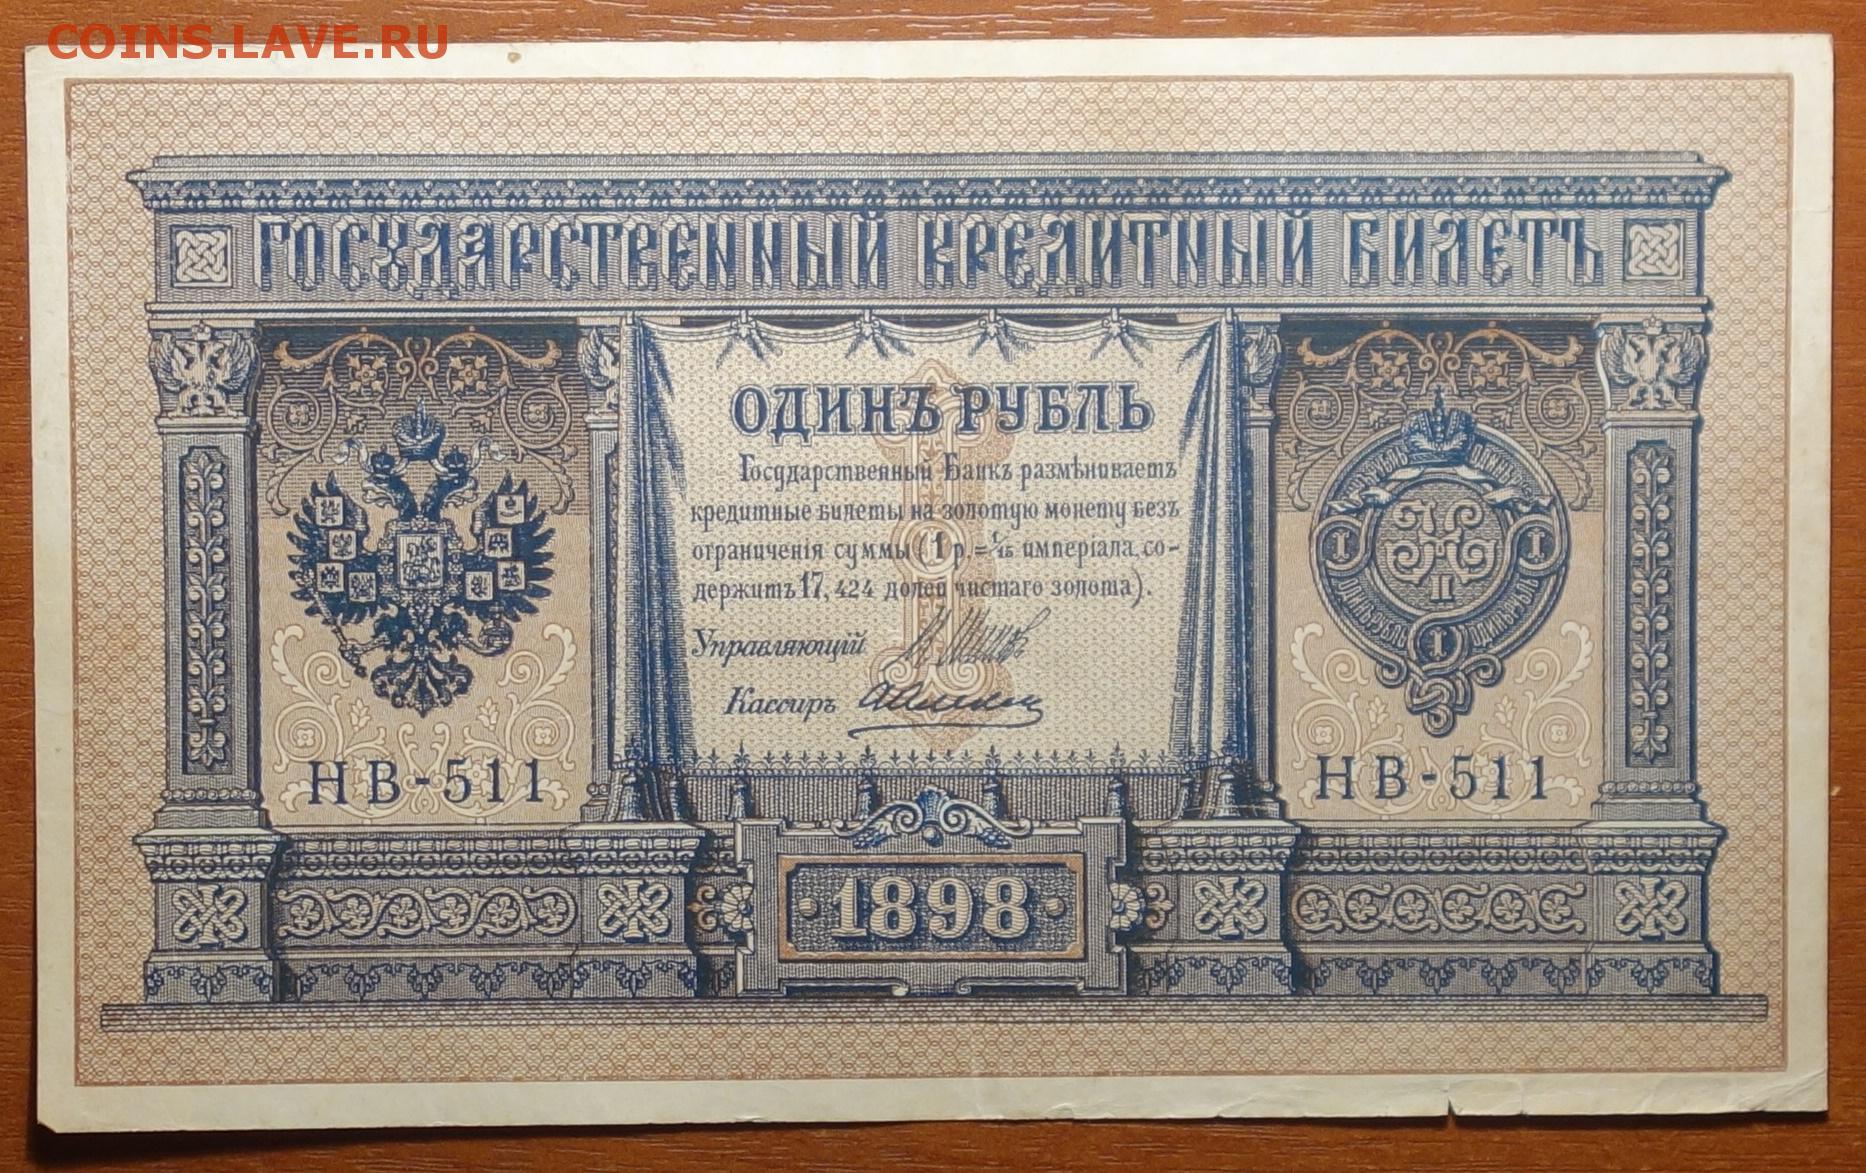 COINS.LAVE.RU
ГОСУДАРСТВЕННЫЙ КРЕДИТНЫЙ БИЛЕТЪ
ОДИНЪ РУБЛЬ
Государственный Банкъ размѣниваетъ
кредитные билеты на золотую монету безъ
ограниченія суммы (1 р. = 1/15 имперіала, со-
держитъ 17,424 долей чистаго золота).
Управляющій
Кассиръ
НВ-511
НВ-511
1898